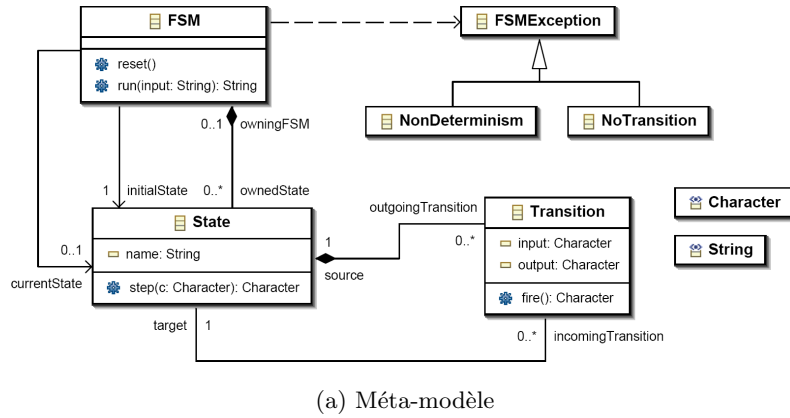 FSM
FSMException
reset()
run(input: String): String
NonDeterminism
NoTransition
0..1
owningFSM
1
initialState
0..*
ownedState
State
name: String
step(c: Character): Character
0..1
currentState
outgoingTransition
0..*
1
source
Transition
input: Character
output: Character
fire(): Character
Character
String
target
1
0..*
incomingTransition
(a) Méta-modèle